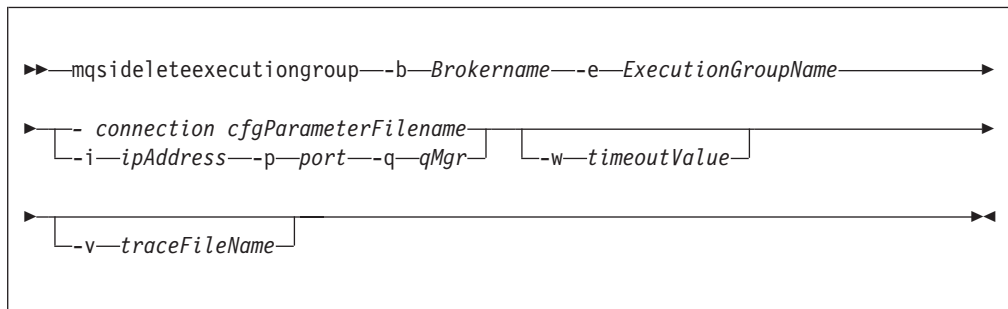 mqsideleteexecutiongroup -b Brokername -e ExecutionGroupName
- connection cfgParameterFilename
-i ipAddress -p port -q qMgr -w timeoutValue
-v traceFileName